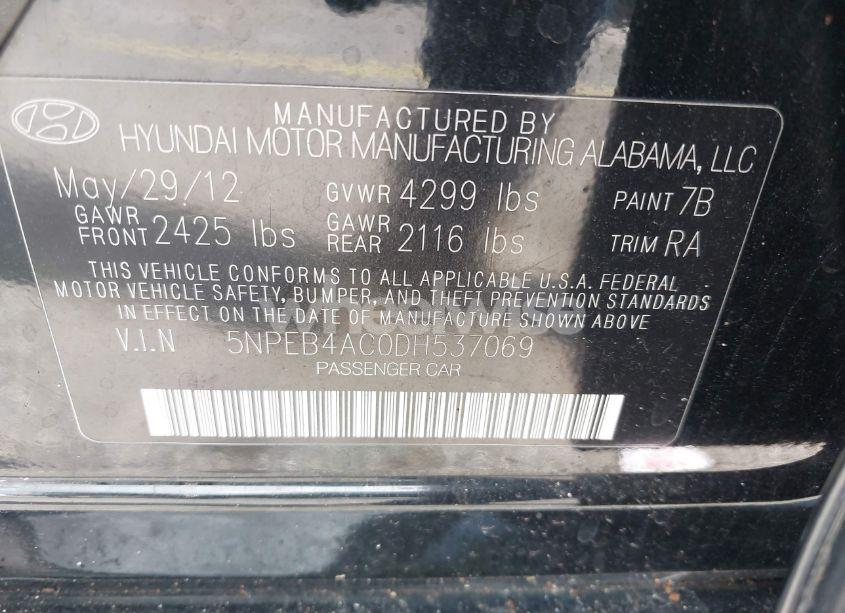 MANUFACTURED BY
HYUNDAI MOTOR MANUFACTURING ALABAMA, LLC
May/29/12 GVWR 4299 lbs PAINT 7B
GAWR FRONT 2425 lbs GAWR REAR 2116 lbs TRIM RA
THIS VEHICLE CONFORMS TO ALL APPLICABLE U.S.A. FEDERAL
MOTOR VEHICLE SAFETY, BUMPER, AND THEFT PREVENTION STANDARDS
IN EFFECT ON THE DATE OF MANUFACTURE SHOWN ABOVE
V.I.N 5NPEB4AC0DH537069
PASSENGER CAR